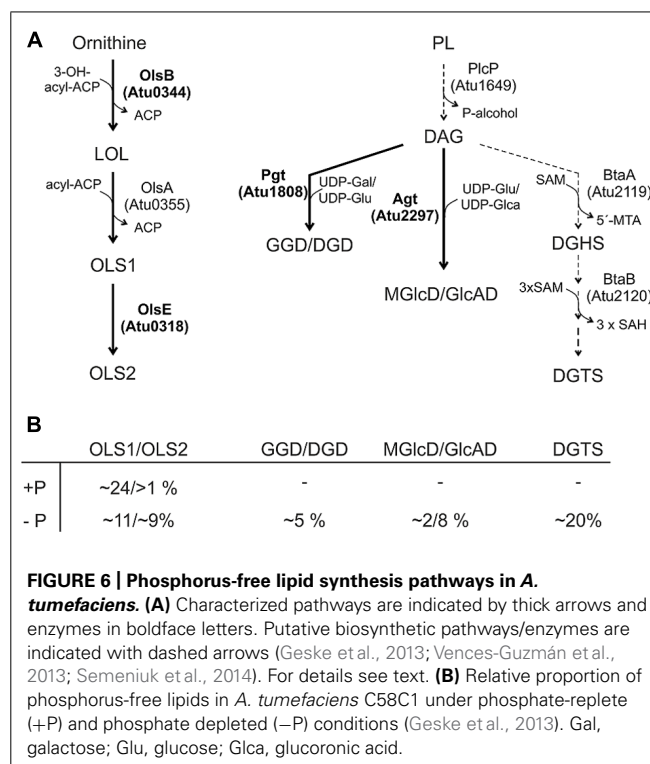 A
Ornithine
3-OH-
acyl-ACP
OlsB
(Atu0344)
ACP
LOL
acyl-ACP
OlsA
(Atu0355)
ACP
OLS1
OlsE
(Atu0318)
OLS2
PL
PlcP
(Atu1649)
P-alcohol
DAG
Pgt
(Atu1808)
UDP-Gal/
UDP-Glu
GGD/DGD
Agt
(Atu2297)
UDP-Glu/
UDP-Glca
MGlcD/GlcAD
SAM
BtaA
(Atu2119)
5´-MTA
DGHS
3xSAM
BtaB
(Atu2120)
3 x SAH
DGTS
B
OLS1/OLS2 GGD/DGD MGlcD/GlcAD DGTS
+P ~24/>1 % - - -
- P ~11/~9% ~5 % ~2/8 % ~20%
FIGURE 6 | Phosphorus-free lipid synthesis pathways in A.
tumefaciens. (A) Characterized pathways are indicated by thick arrows and
enzymes in boldface letters. Putative biosynthetic pathways/enzymes are
indicated with dashed arrows (Geske et al., 2013; Vences-Guzmán et al.,
2013; Semeniuk et al., 2014). For details see text. (B) Relative proportion of
phosphorus-free lipids in A. tumefaciens C58C1 under phosphate-replete
(+P) and phosphate depleted (−P) conditions (Geske et al., 2013). Gal,
galactose; Glu, glucose; Glca, glucoronic acid.